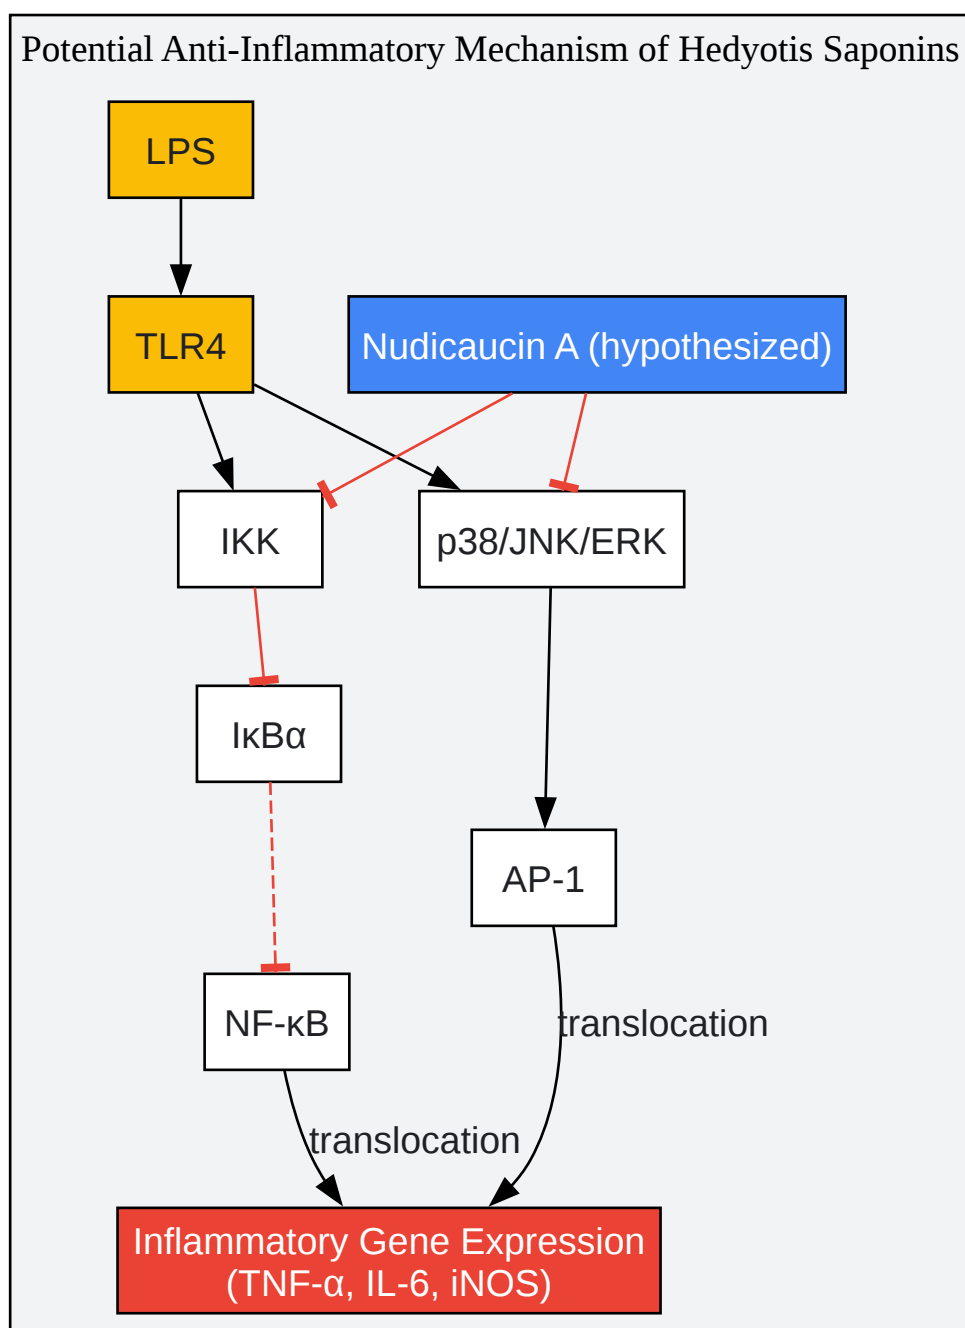 Potential Anti-Inflammatory Mechanism of Hedyotis Saponins
LPS
TLR4
Nudicaucin A (hypothesized)
IKK
p38/JNK/ERK
IκBα
AP-1
NF-κB
translocation
translocation
Inflammatory Gene Expression
(TNF-α, IL-6, iNOS)